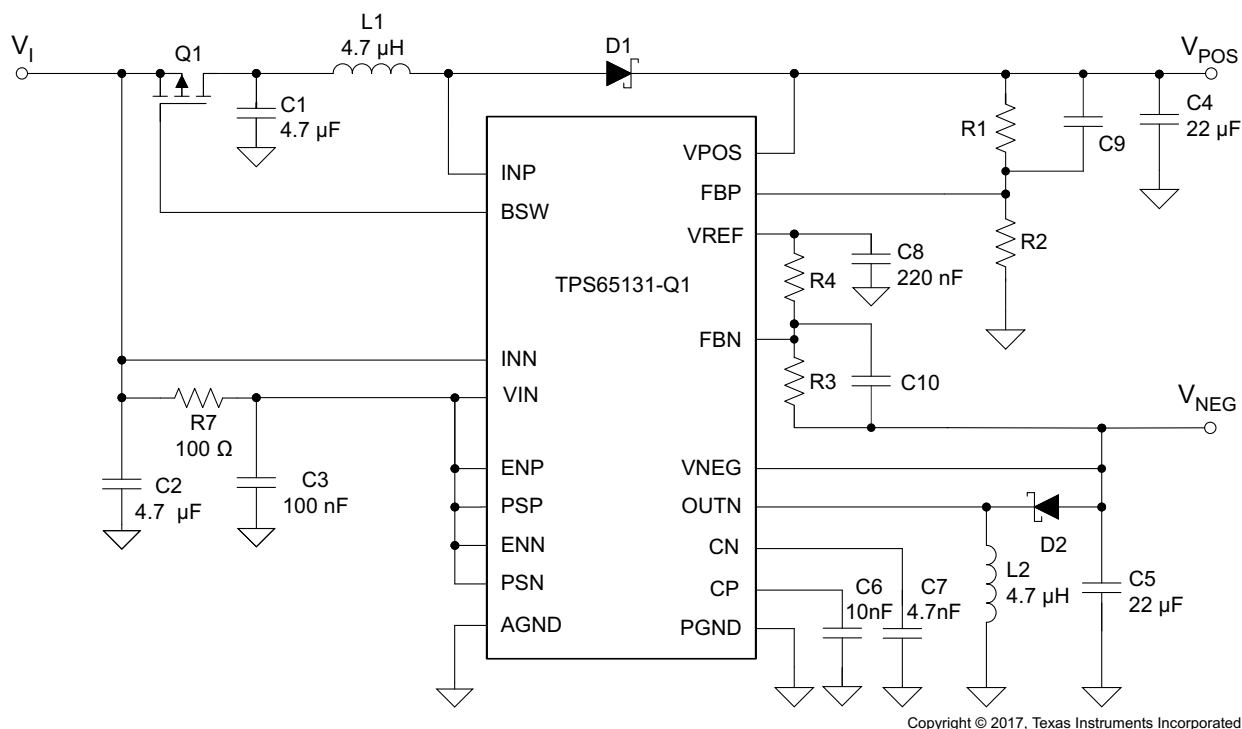 V_I
Q1
L1
4.7 µH
D1
V_POS
C1
4.7 µF
R1
C9
C4
22 µF
INP
BSW
VPOS
FBP
VREF
R2
C8
220 nF
R4
TPS65131-Q1
FBN
INN
VIN
R3
C10
R7
100 Ω
V_NEG
C2
4.7 µF
C3
100 nF
ENP
PSP
ENN
PSN
AGND
VNEG
OUTN
CN
CP
PGND
D2
C6
10nF
C7
4.7nF
L2
4.7 µH
C5
22 µF
Copyright © 2017, Texas Instruments Incorporated